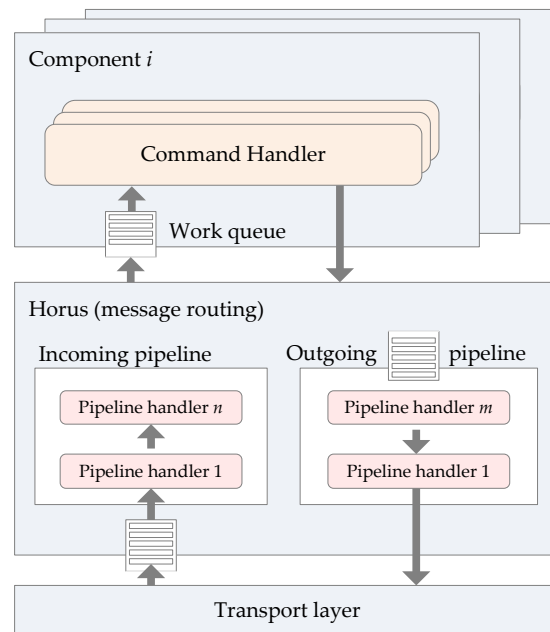 Component i
Command Handler
Work queue
Horus (message routing)
Incoming pipeline
Pipeline handler n
Pipeline handler 1
Outgoing pipeline
Pipeline handler m
Pipeline handler 1
Transport layer